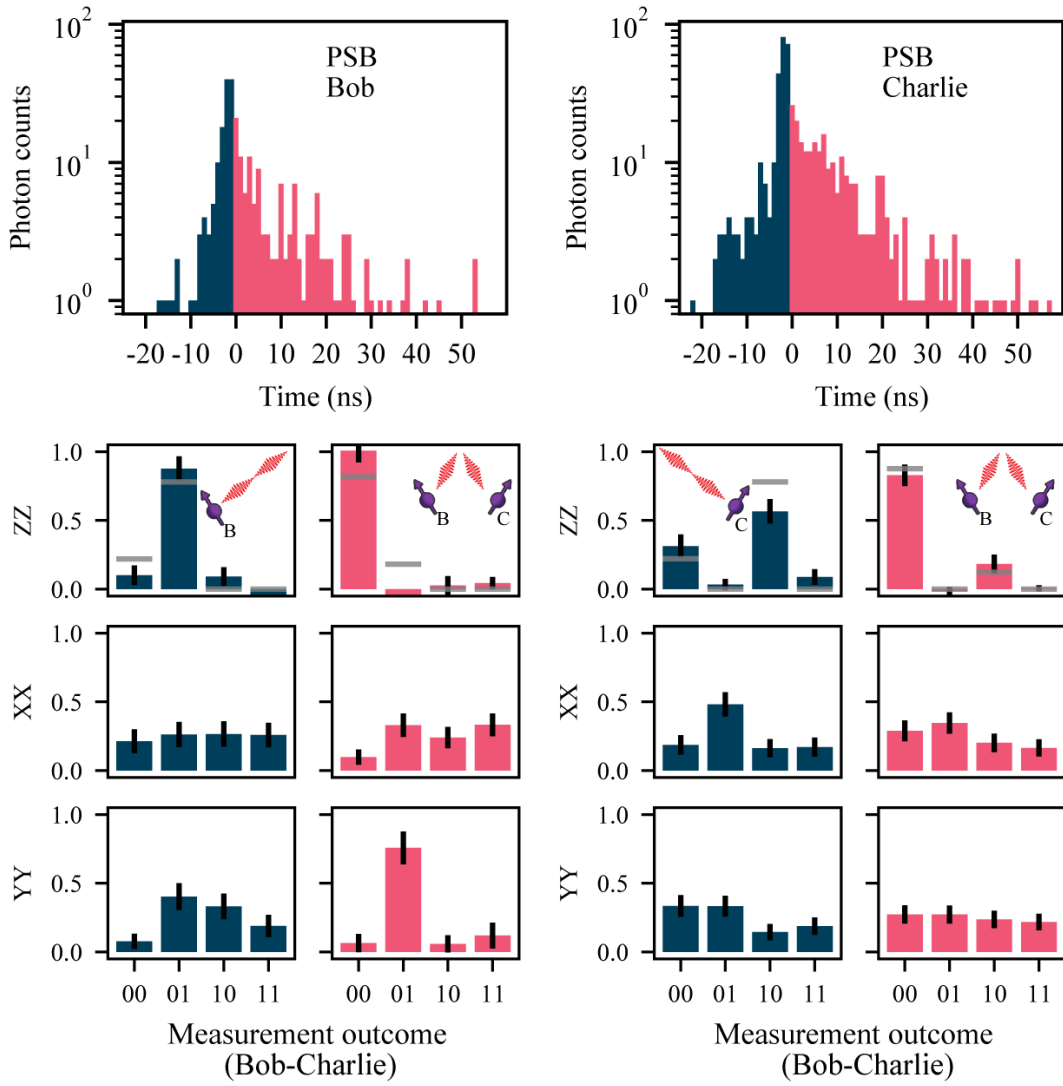 10²
10¹
10⁰
Photon counts
PSB
Bob
-20 -10 0 10 20 30 40 50
Time (ns)
10²
10¹
10⁰
Photon counts
PSB
Charlie
-20 -10 0 10 20 30 40 50
Time (ns)
ZZ
1.0
0.5
0.0
B
B C
XX
1.0
0.5
0.0
YY
1.0
0.5
0.0
00 01 10 11
00 01 10 11
Measurement outcome
(Bob-Charlie)
ZZ
1.0
0.5
0.0
C
B C
XX
1.0
0.5
0.0
YY
1.0
0.5
0.0
00 01 10 11
00 01 10 11
Measurement outcome
(Bob-Charlie)